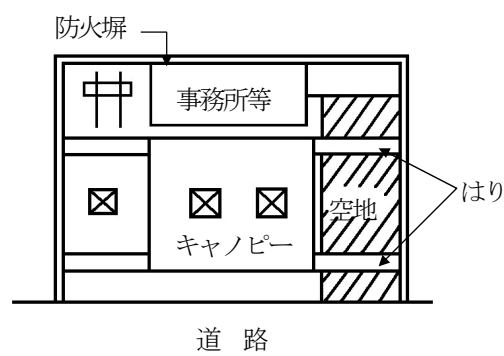 防火塀
事務所等
はり
空地
キャノピー
道 路